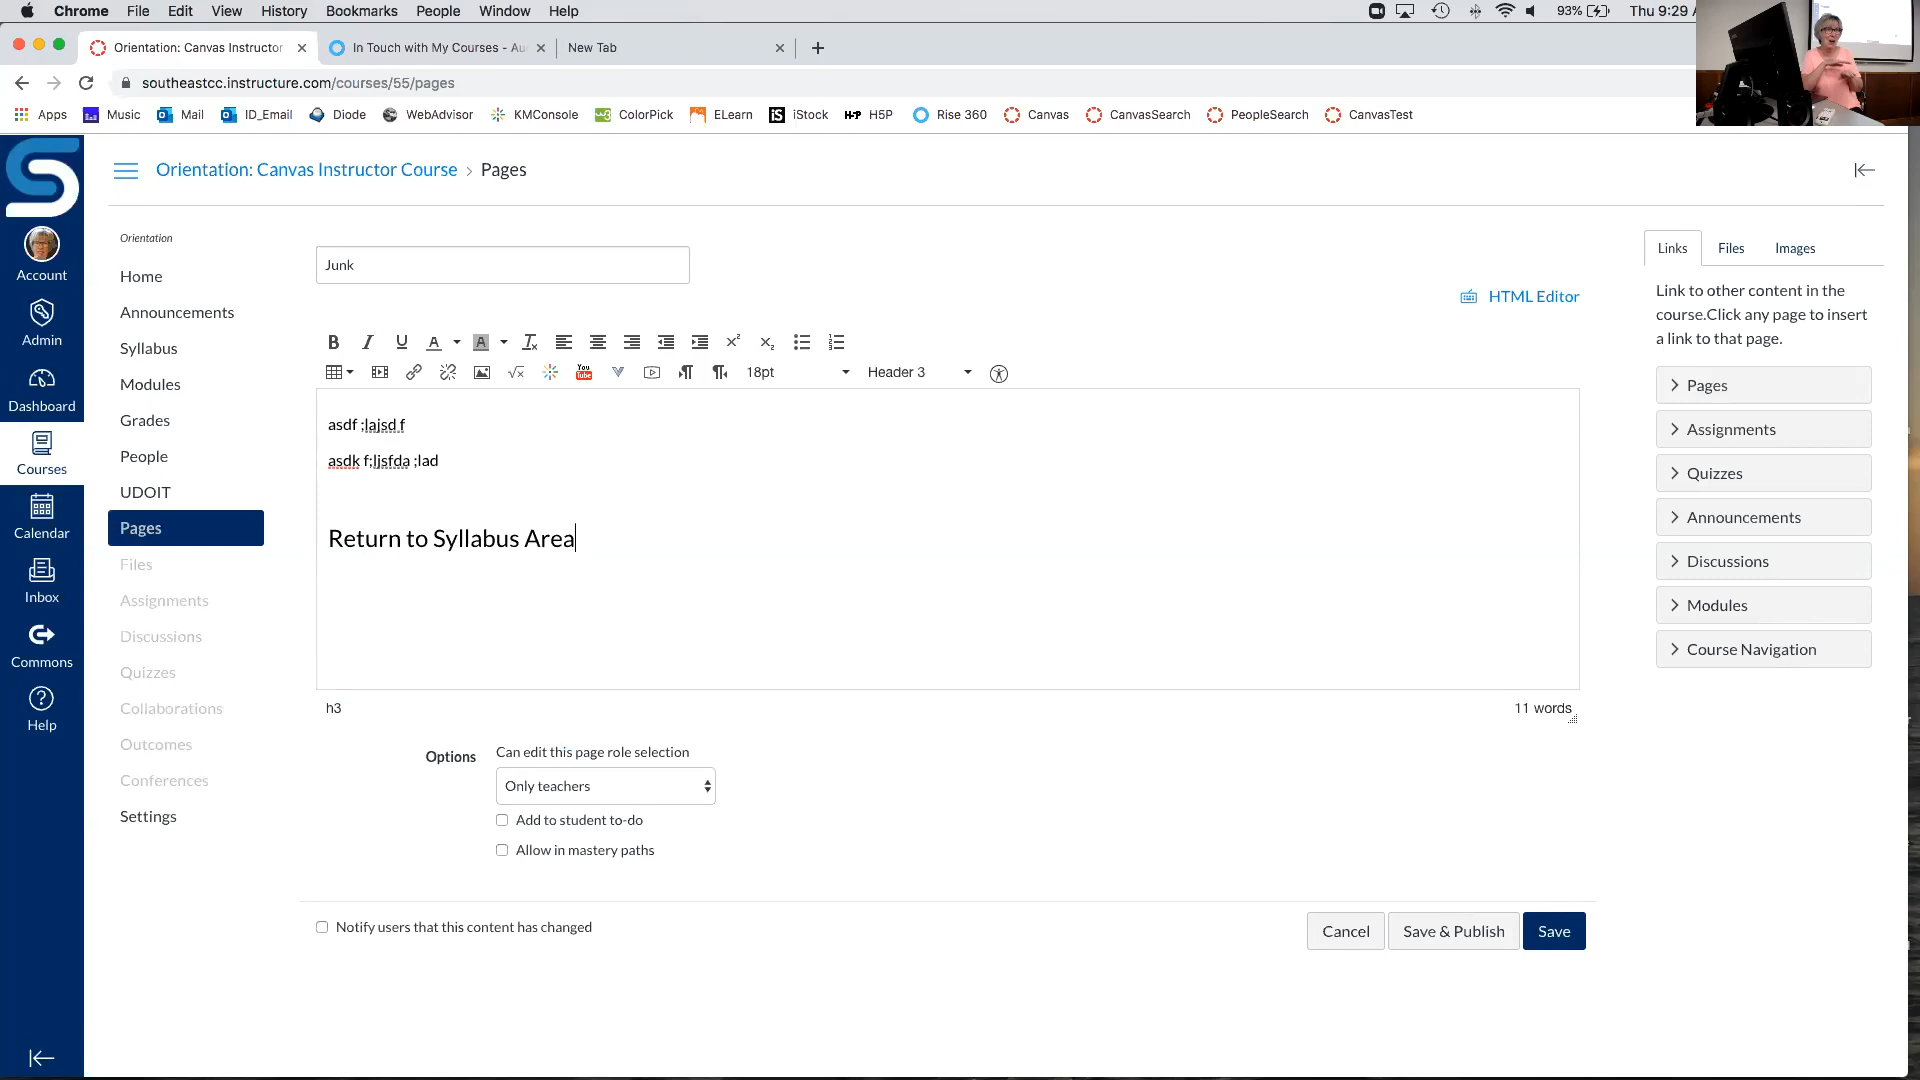 Chrome File Edit View History Bookmarks People Window Help 93% Thu 9:29
Orientation: Canvas Instructor In Touch with My Courses - Au New Tab
southeastcc.instructure.com/courses/55/pages
Apps Music Mail ID_Email Diode WebAdvisor KMConsole ColorPick ELearn iStock H5P Rise 360 Canvas CanvasSearch PeopleSearch CanvasTest
Orientation: Canvas Instructor Course > Pages
Account
Admin
Dashboard
Courses
Calendar
Inbox
Commons
Help
Orientation
Home
Announcements
Syllabus
Modules
Grades
People
UDOIT
Pages
Files
Assignments
Discussions
Quizzes
Collaborations
Outcomes
Conferences
Settings
Junk
HTML Editor
18pt Header 3
asdf ;lajsd f
asdk f;ljsfda ;lad
Return to Syllabus Area
h3 11 words
Options Can edit this page role selection
Only teachers
Add to student to-do
Allow in mastery paths
Notify users that this content has changed
Cancel Save & Publish Save
Links Files Images
Link to other content in the
course.Click any page to insert
a link to that page.
Pages
Assignments
Quizzes
Announcements
Discussions
Modules
Course Navigation